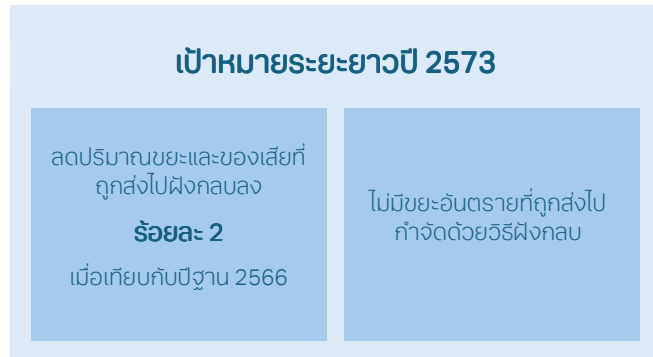 เป้าหมายระยะยาวปี 2573
ลดปริมาณขยะและของเสียที่
ถูกส่งไปฝังกลบลง
ร้อยละ 2
เมื่อเทียบกับปีฐาน 2566
ไม่มีขยะอันตรายที่ถูกส่งไป
กำจัดด้วยวิธีฝังกลบ